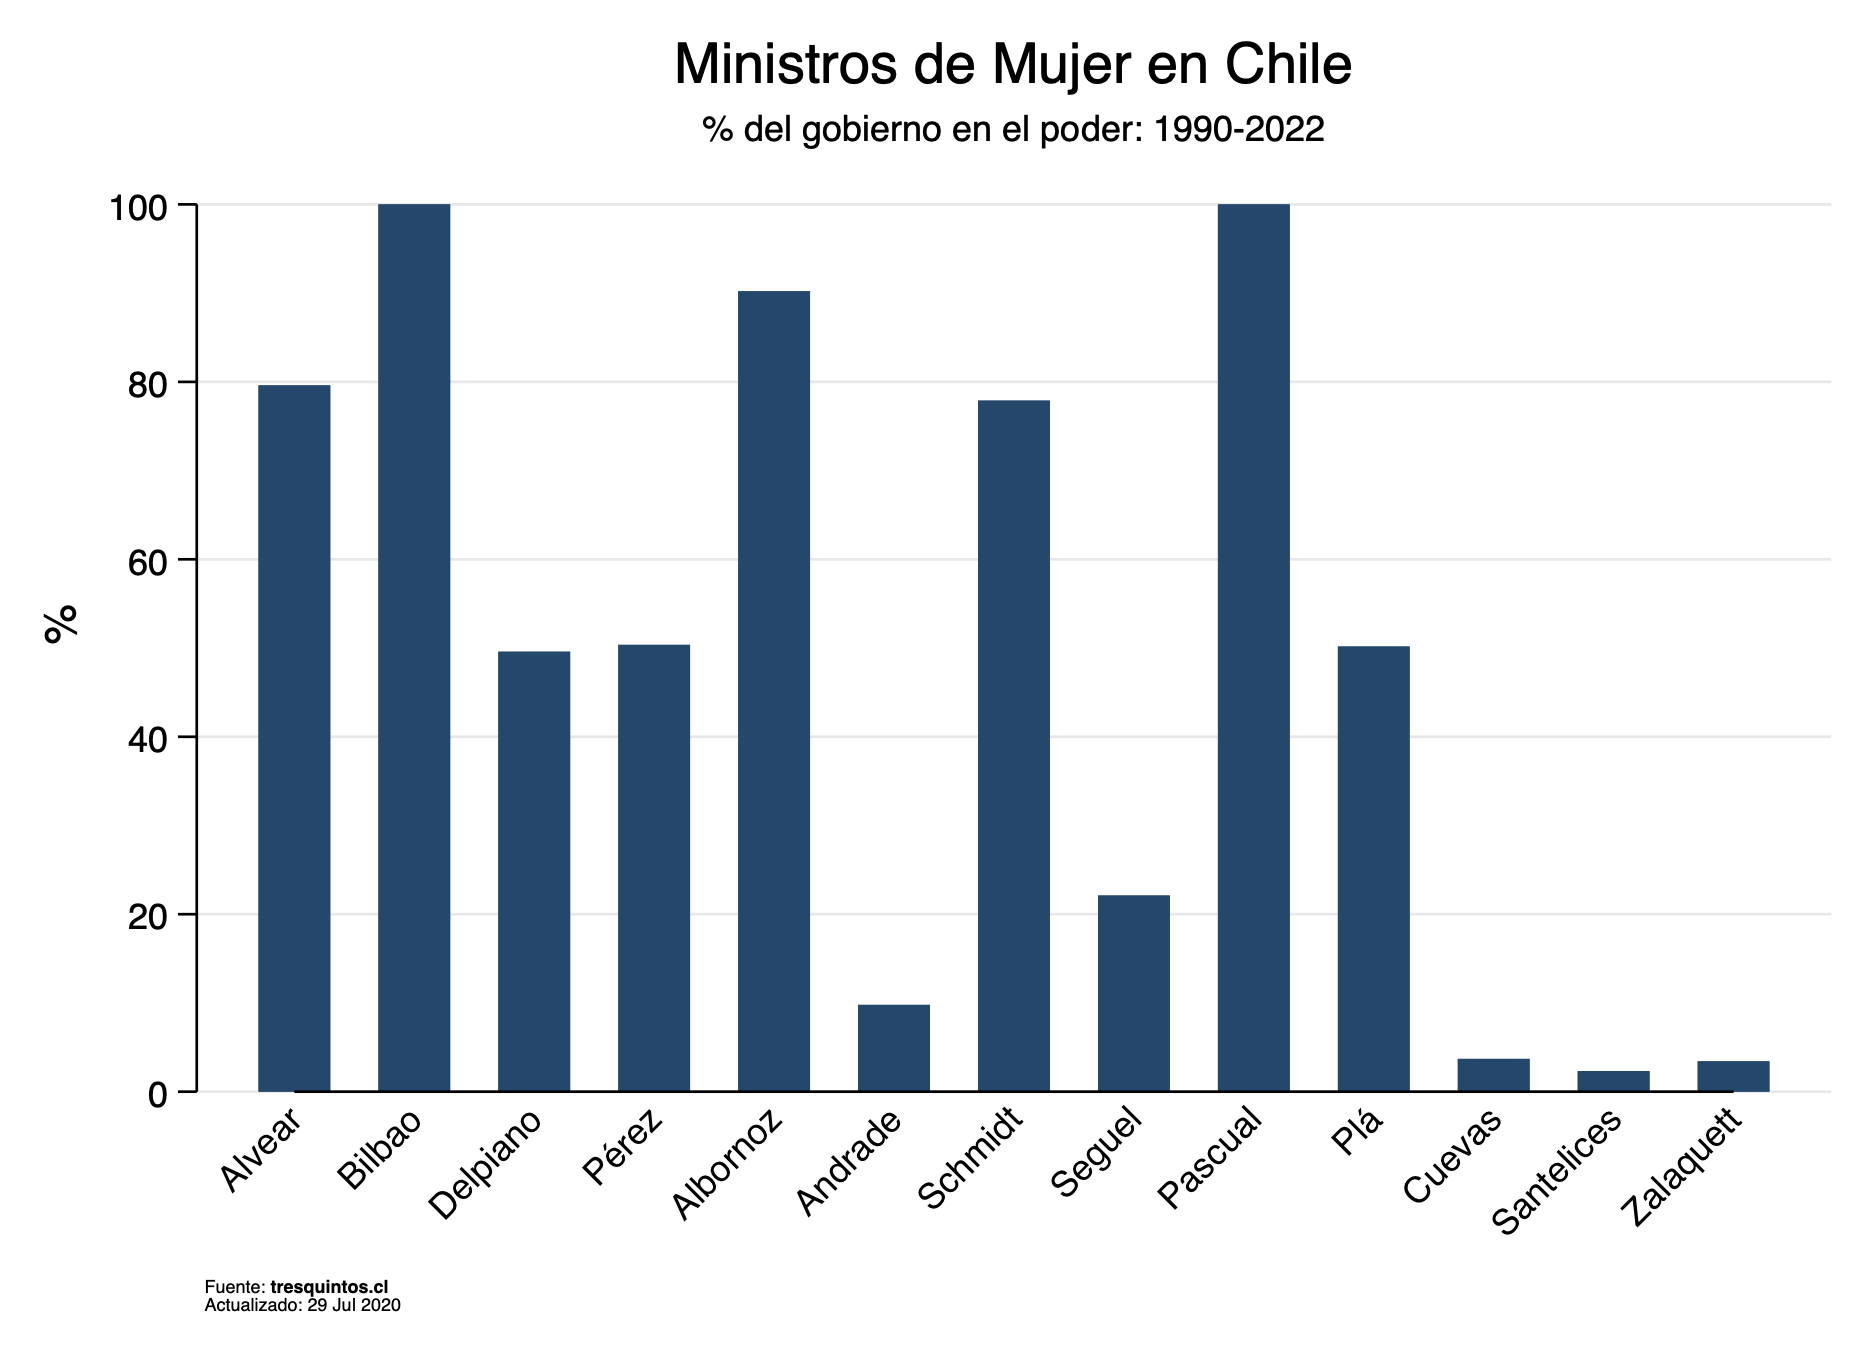 Ministros de Mujer en Chile
% del gobierno en el poder: 1990-2022
%
100
80
60
40
20
0
Alvear
Bilbao
Delpiano
Pérez
Albornoz
Andrade
Schmidt
Seguel
Pascual
Plá
Cuevas
Santelices
Zalaquett
Fuente: tresquintos.cl
Actualizado: 29 Jul 2020